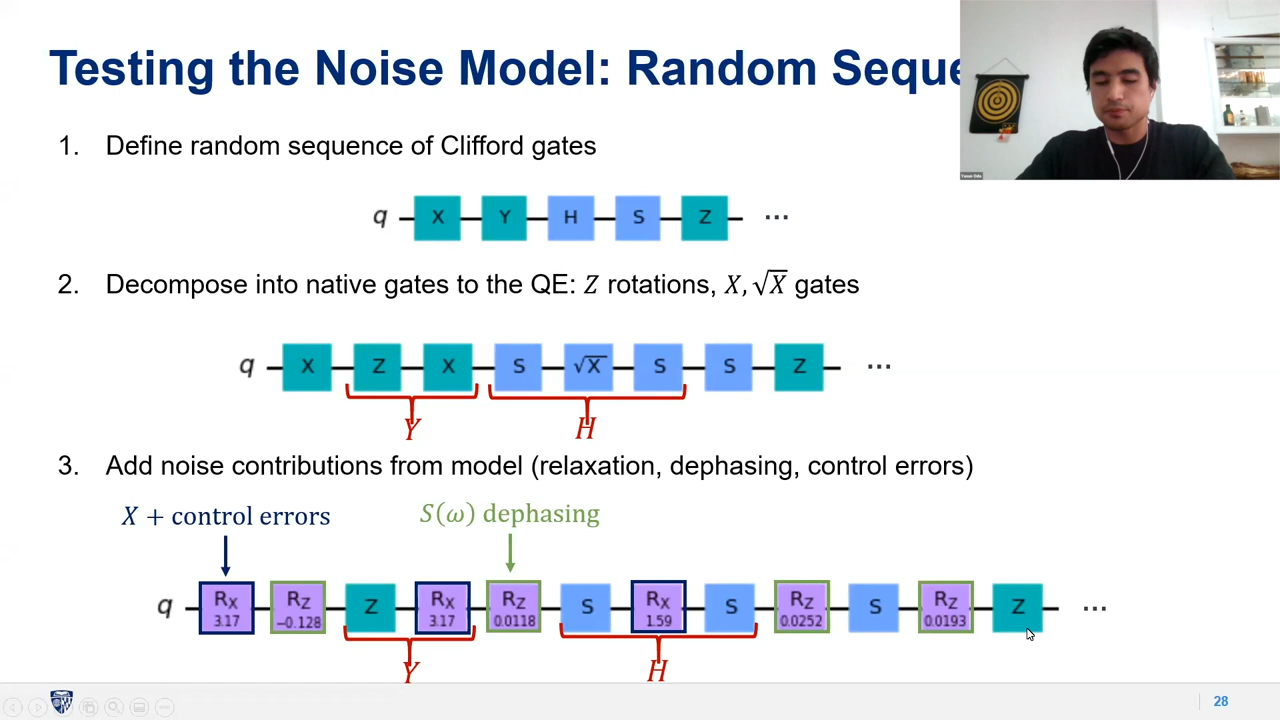 Testing the Noise Model: Random Seque
1. Define random sequence of Clifford gates
q X Y H S Z ...
2. Decompose into native gates to the QE: Z rotations, X, √X gates
q X Z X S √X S S Z ...
Y H
3. Add noise contributions from model (relaxation, dephasing, control errors)
X + control errors S(ω) dephasing
q RX 3.17 RZ −0.128 Z RX 3.17 RZ 0.0118 S RX 1.59 S RZ 0.0252 S RZ 0.0193 Z ...
Y H
28